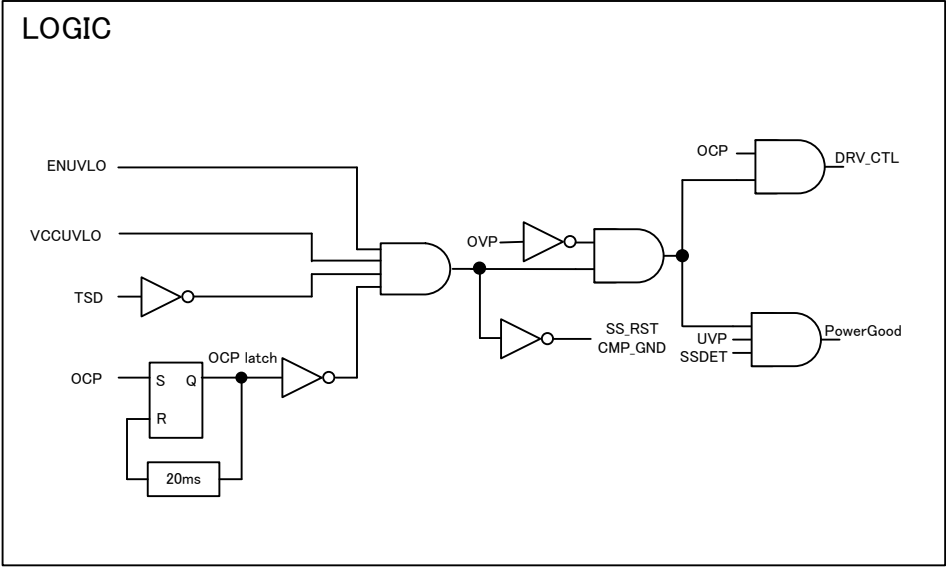 LOGIC
ENUVLO
VCCUVLO
TSD
OCP
S
Q
R
OCP latch
20ms
OVP
SS_RST
CMP_GND
OCP
DRV_CTL
UVP
SSDET
PowerGood